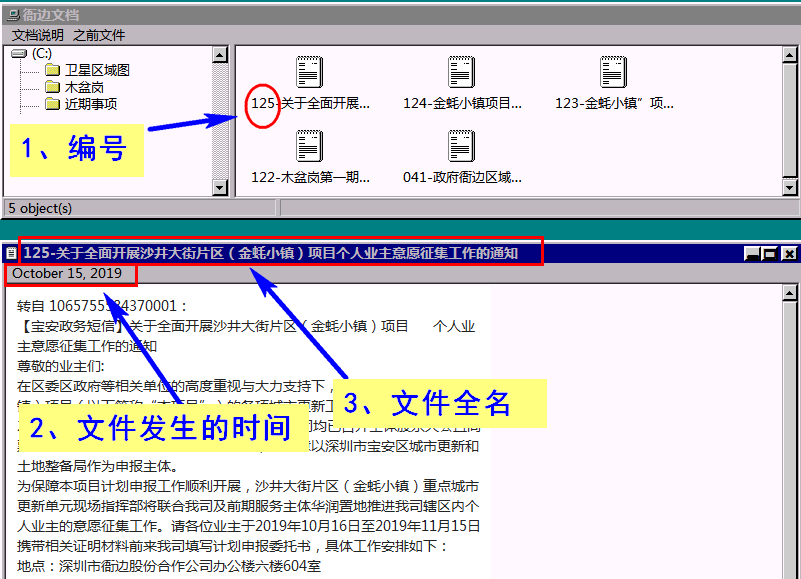 衙边文档
文档说明 之前文件
(C:)
卫星区域图
木盆岗
近期事项
125-关于全面开展...
124-金蚝小镇项目...
123-金蚝小镇”项...
122-木盆岗第一期...
041-政府衙边区域...
1、编号
5 object(s)
125-关于全面开展沙井大街片区（金蚝小镇）项目个人业主意愿征集工作的通知
October 15, 2019
转自 1065755584370001：
【宝安政务短信】关于全面开展沙井大街片区（金蚝小镇）项目 个人业
主意愿征集工作的通知
尊敬的业主们:
在区委区政府等相关单位的高度重视与大力支持下，
3、文件全名
2、文件发生的时间
以深圳市宝安区城市更新和
土地整备局作为申报主体。
为保障本项目计划申报工作顺利开展，沙井大街片区（金蚝小镇）重点城市
更新单元现场指挥部将联合我司及前期服务主体华润置地推进我司辖区内个
人业主的意愿征集工作。请各位业主于2019年10月16日至2019年11月15日
携带相关证明材料前来我司填写计划申报委托书，具体工作安排如下：
地点：深圳市衙边股份合作公司办公楼六楼604室